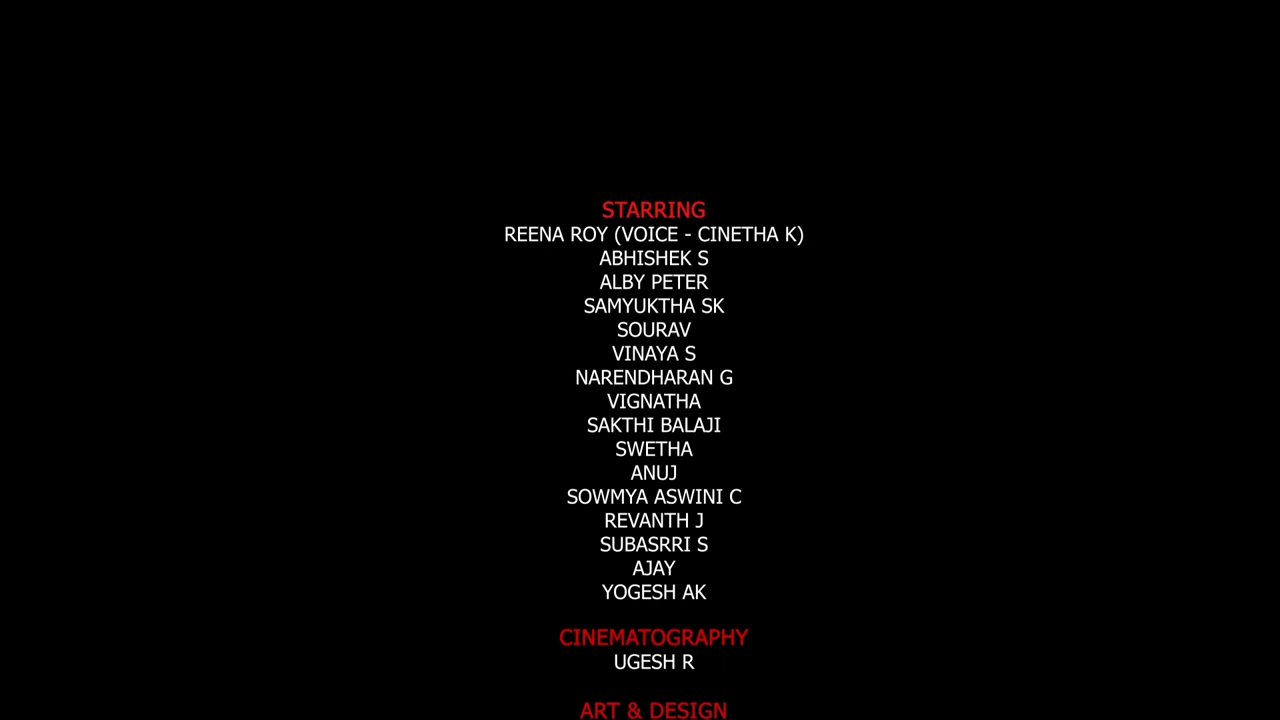 STARRING
REENA ROY (VOICE - CINETHA K)
ABHISHEK S
ALBY PETER
SAMYUKTHA SK
SOURAV
VINAYA S
NARENDHARAN G
VIGNATHA
SAKTHI BALAJI
SWETHA
ANUJ
SOWMYA ASWINI C
REVANTH J
SUBASRRI S
AJAY
YOGESH AK
CINEMATOGRAPHY
UGESH R
ART & DESIGN